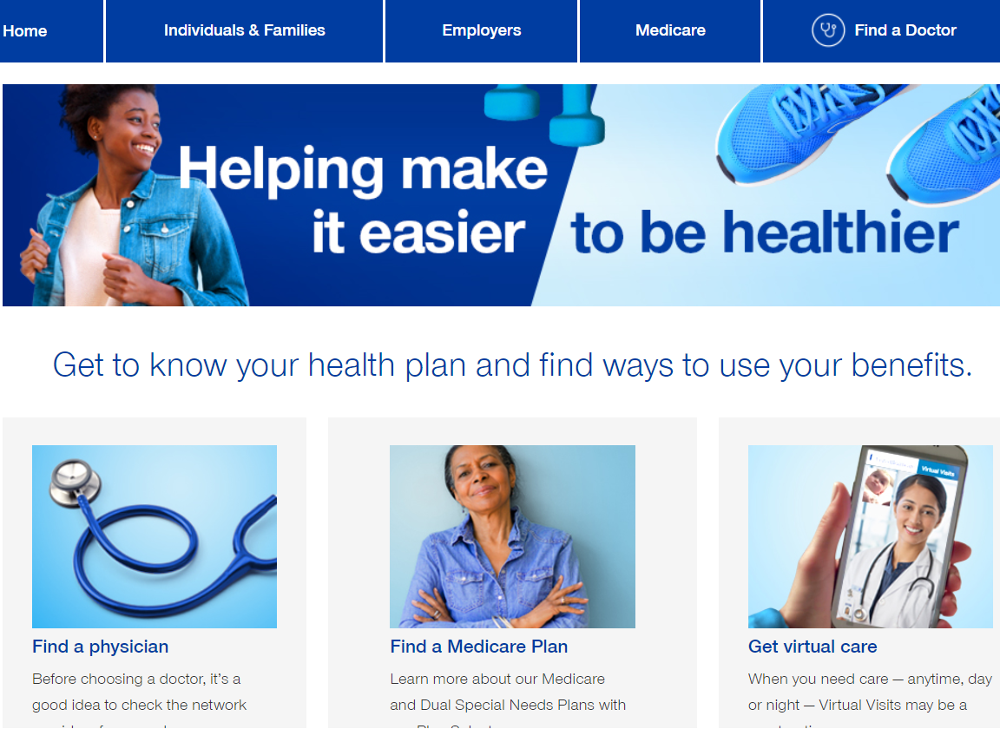 Home
Individuals & Families
Employers
Medicare
Find a Doctor
Helping make
it easier to be healthier
Get to know your health plan and find ways to use your benefits.
Virtual Visits
Find a physician
Before choosing a doctor, it's a
good idea to check the network
Find a Medicare Plan
Learn more about our Medicare
and Dual Special Needs Plans with
Get virtual care
When you need care — anytime, day
or night — Virtual Visits may be a